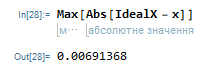 In[28]:= Max[Abs[IdealX - x]]
м⋯ абсолютне значення
Out[28]= 0.00691368